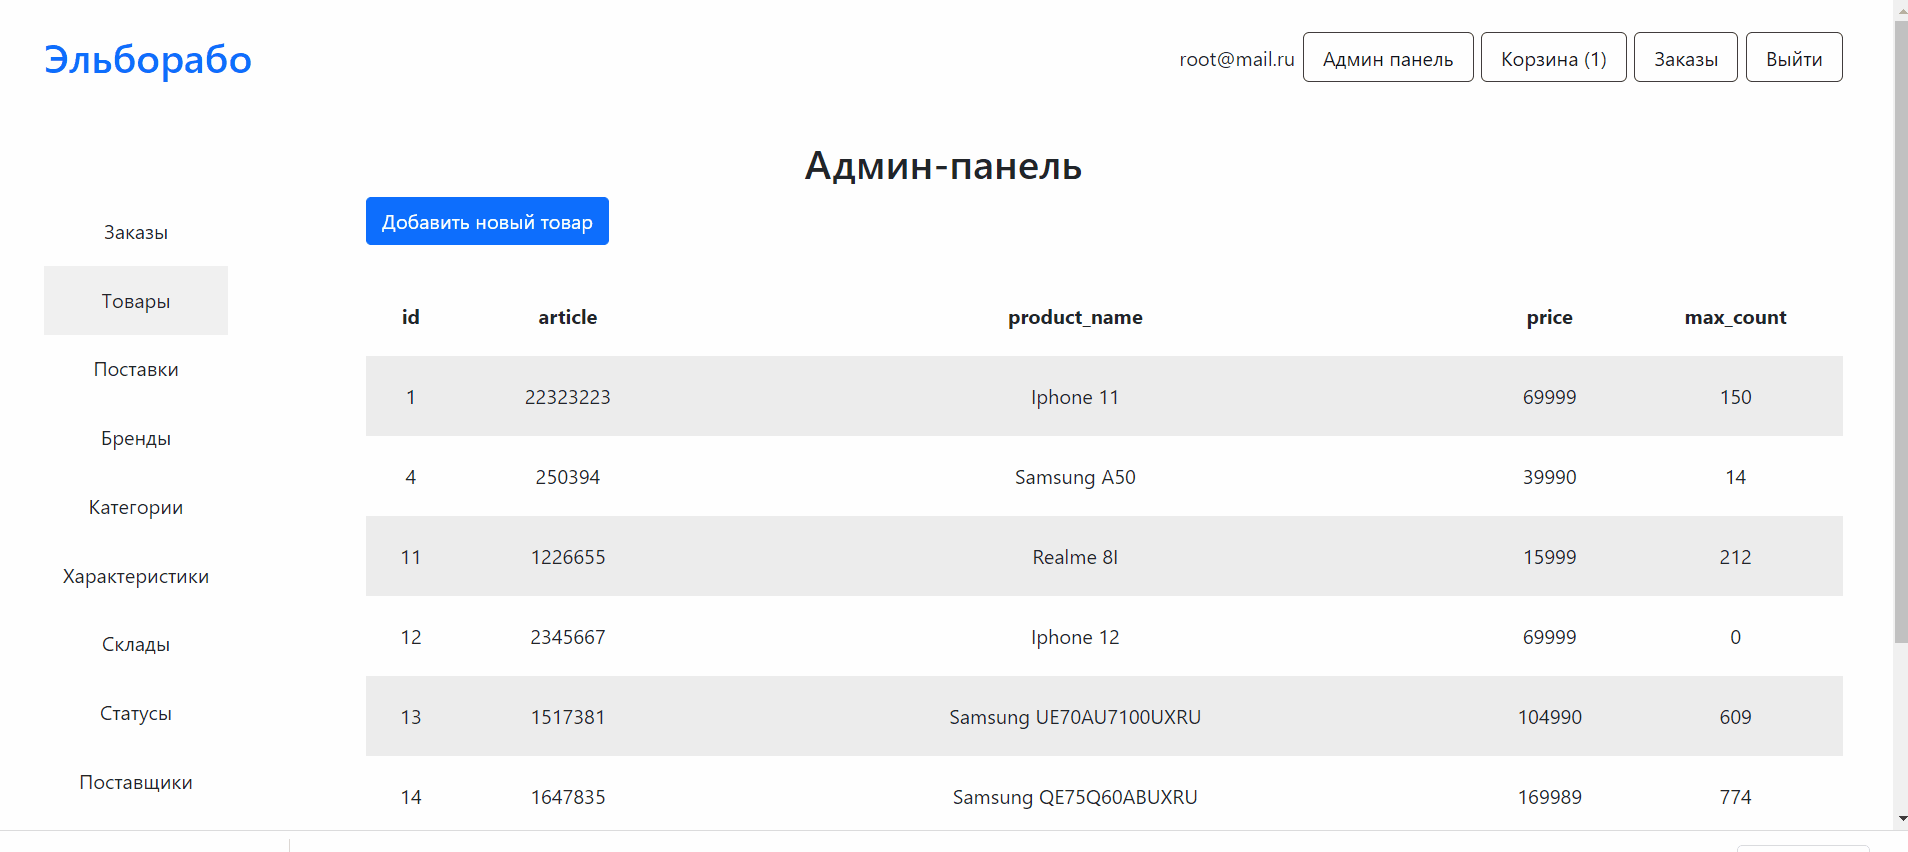 Эльборабо
root@mail.ru Админ панель Корзина (1) Заказы Выйти
Админ-панель
Добавить новый товар
Заказы
Товары
Поставки
Бренды
Категории
Характеристики
Склады
Статусы
Поставщики
id article product_name price max_count
1 22323223 Iphone 11 69999 150
4 250394 Samsung A50 39990 14
11 1226655 Realme 8I 15999 212
12 2345667 Iphone 12 69999 0
13 1517381 Samsung UE70AU7100UXRU 104990 609
14 1647835 Samsung QE75Q60ABUXRU 169989 774